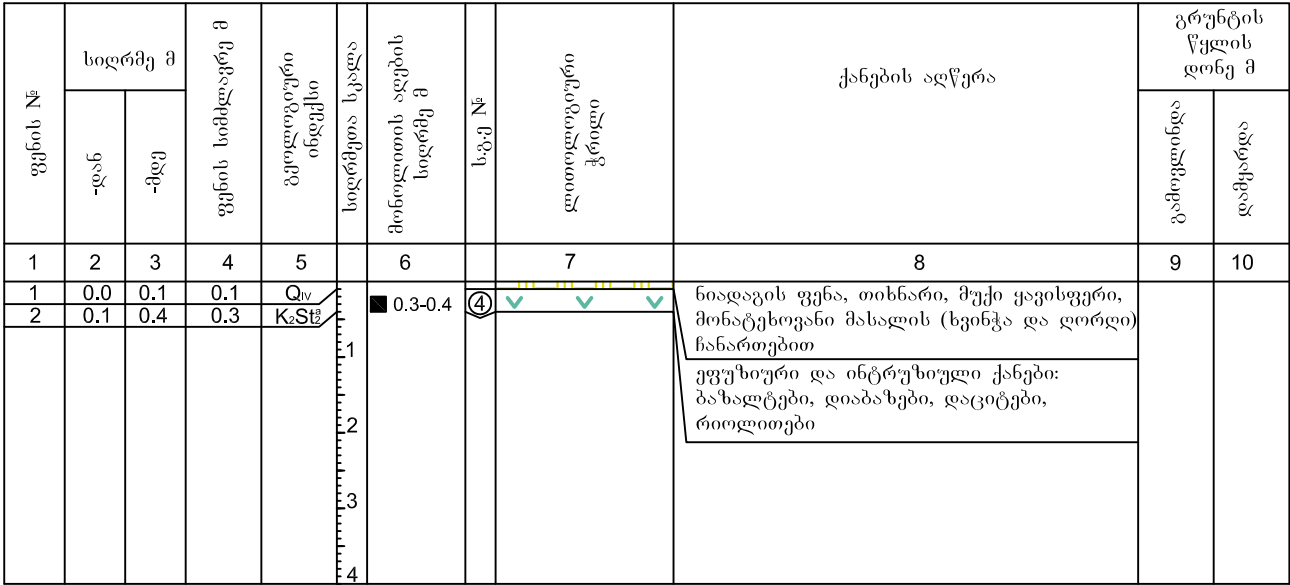 ფენის №
სიღრმე მ
-დან
-მდე
ფენის სიმძლავრე მ
გეოლოგიური
ინდექსი
სიღრმეთა სკალა
მონოლითის აღების
სიღრმე მ
ს.გ.ე №
ლითოლოგიური
ჭრილი
ქანების აღწერა
გრუნტის
წყლის
დონე მ
გამოვლინდა
დამყარდა
1 2 3 4 5 6 7 8 9 10
1 0.0 0.1 0.1 QIV
2 0.1 0.4 0.3 K₂St₂ᵃ
0.3-0.4
4
ნიადაგის ფენა, თიხნარი, მუქი ყავისფერი,
მონატეხოვანი მასალის (ხვინჭა და ღორღი)
ჩანართებით
ეფუზიური და ინტრუზიული ქანები:
ბაზალტები, დიაბაზები, დაციტები,
რიოლითები
1
2
3
4